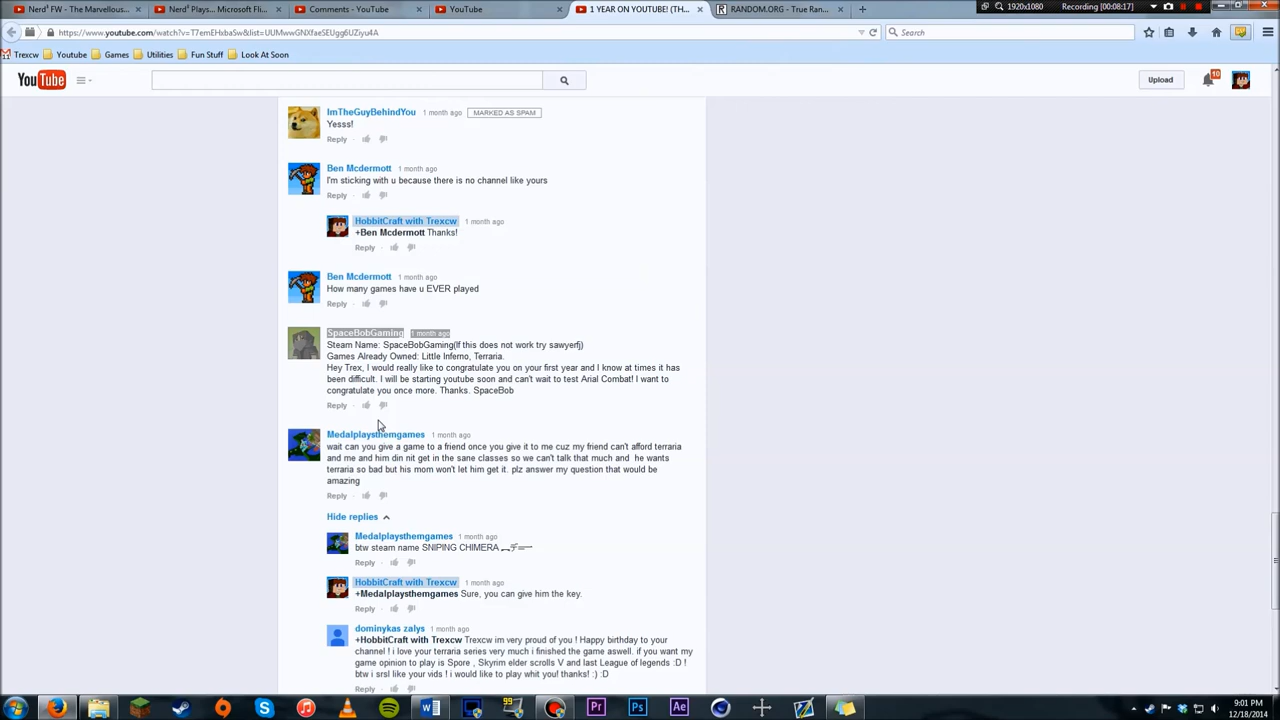 Nerd³ FW - The Marvellous...
Nerd³ Plays... Microsoft Fli...
Comments - YouTube
YouTube
1 YEAR ON YOUTUBE! (TH...
RANDOM.ORG - True Ran...
1920x1080
Recording [00:08:17]
Search
Trexcw
Youtube
Games
Utilities
Fun Stuff
Look At Soon
YouTube
Upload
10
ImTheGuyBehindYou 1 month ago MARKED AS SPAM
Yesss!
Reply
Ben Mcdermott 1 month ago
I'm sticking with u because there is no channel like yours
Reply
HobbitCraft with Trexcw 1 month ago
+Ben Mcdermott Thanks!
Reply
Ben Mcdermott 1 month ago
How many games have u EVER played
Reply
SpaceBobGaming 1 month ago
Steam Name: SpaceBobGaming(If this does not work try sawyerfj)
Games Already Owned: Little Inferno, Terraria.
Hey Trex, I would really like to congratulate you on your first year and I know at times it has
been difficult. I will be starting youtube soon and can't wait to test Arial Combat! I want to
congratulate you once more. Thanks. SpaceBob
Reply
Medalplaysthemgames 1 month ago
wait can you give a game to a friend once you give it to me cuz my friend can't afford terraria
and me and him din nit get in the sane classes so we can't talk that much and he wants
terraria so bad but his mom won't let him get it. plz answer my question that would be
amazing
Reply
Hide replies
Medalplaysthemgames 1 month ago
btw steam name SNIPING CHIMERA ︻デ═一
Reply
HobbitCraft with Trexcw 1 month ago
+Medalplaysthemgames Sure, you can give him the key.
Reply
dominykas zalys 1 month ago
+HobbitCraft with Trexcw Trexcw im very proud of you ! Happy birthday to your
channel ! i love your terraria series very much i finished the game aswell. if you want my
game opinion to play is Spore , Skyrim elder scrolls V and last League of legends :D !
btw i srsl like your vids ! i would like to play whit you! thanks! :) :D
Reply
99
Pr
Ps
Ae
9:01 PM
12/18/2014